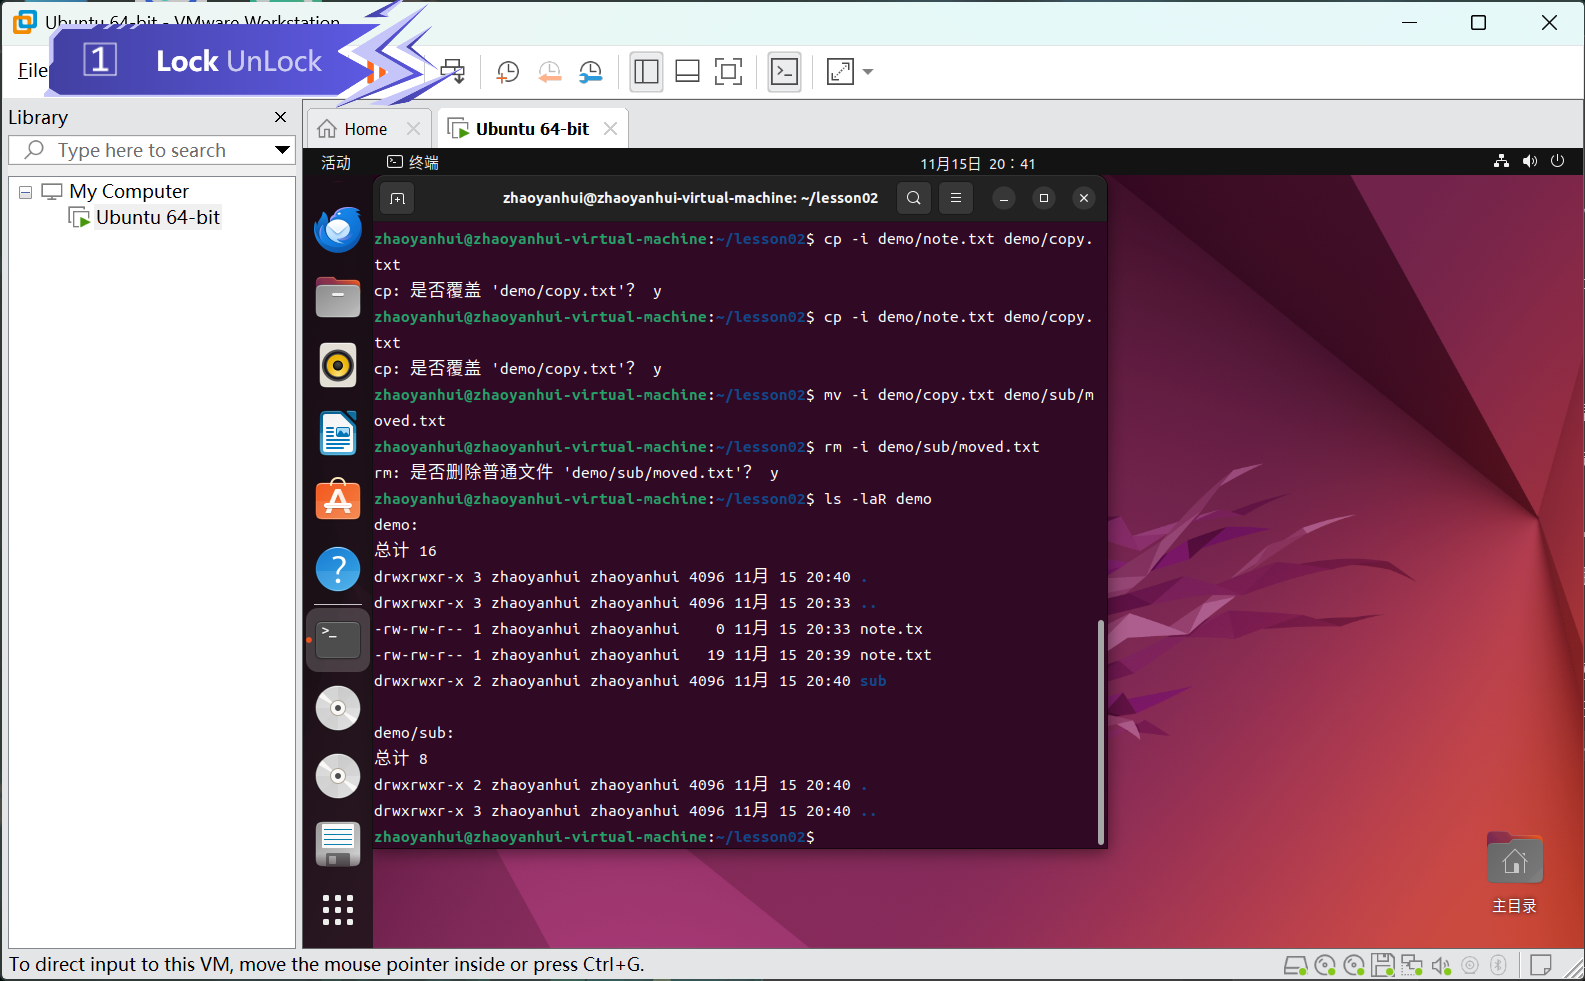 Ubuntu 64-bit - VMware Workstation
File
1 Lock UnLock
Library
Type here to search
My Computer
Ubuntu 64-bit
Home
Ubuntu 64-bit
活动
终端
11月15日 20：41
zhaoyanhui@zhaoyanhui-virtual-machine: ~/lesson02
zhaoyanhui@zhaoyanhui-virtual-machine:~/lesson02$ cp -i demo/note.txt demo/copy.
txt
cp: 是否覆盖 'demo/copy.txt'？ y
zhaoyanhui@zhaoyanhui-virtual-machine:~/lesson02$ cp -i demo/note.txt demo/copy.
txt
cp: 是否覆盖 'demo/copy.txt'？ y
zhaoyanhui@zhaoyanhui-virtual-machine:~/lesson02$ mv -i demo/copy.txt demo/sub/m
oved.txt
zhaoyanhui@zhaoyanhui-virtual-machine:~/lesson02$ rm -i demo/sub/moved.txt
rm: 是否删除普通文件 'demo/sub/moved.txt'？ y
zhaoyanhui@zhaoyanhui-virtual-machine:~/lesson02$ ls -laR demo
demo:
总计 16
drwxrwxr-x 3 zhaoyanhui zhaoyanhui 4096 11月 15 20:40 .
drwxrwxr-x 3 zhaoyanhui zhaoyanhui 4096 11月 15 20:33 ..
-rw-rw-r-- 1 zhaoyanhui zhaoyanhui    0 11月 15 20:33 note.tx
-rw-rw-r-- 1 zhaoyanhui zhaoyanhui   19 11月 15 20:39 note.txt
drwxrwxr-x 2 zhaoyanhui zhaoyanhui 4096 11月 15 20:40 sub
demo/sub:
总计 8
drwxrwxr-x 2 zhaoyanhui zhaoyanhui 4096 11月 15 20:40 .
drwxrwxr-x 3 zhaoyanhui zhaoyanhui 4096 11月 15 20:40 ..
zhaoyanhui@zhaoyanhui-virtual-machine:~/lesson02$
主目录
To direct input to this VM, move the mouse pointer inside or press Ctrl+G.